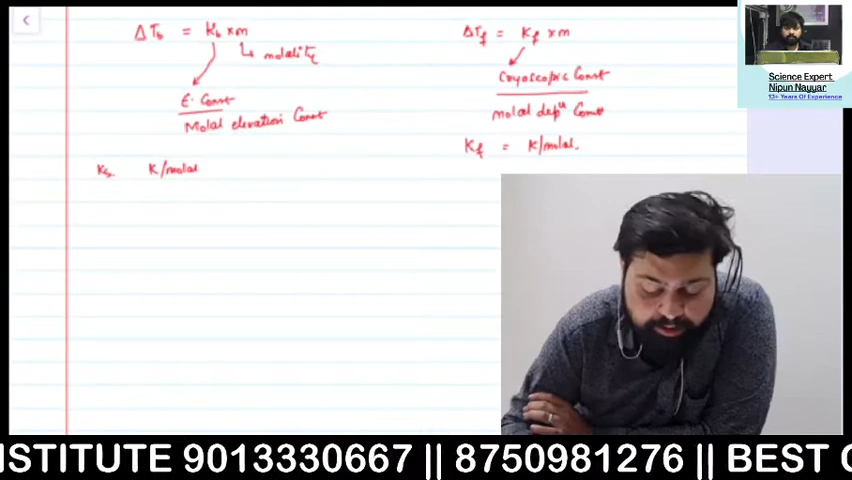 ΔTb = Kb × m
molality
E. Const
Molal elevation Const
Kb K/molal
ΔTf = Kf × m
Cryoscopic Const
molal depⁿ Const
Kf = K/molal.
Science Expert
Nipun Nayyar
13+ Years Of Experience
NSTITUTE 9013330667 || 8750981276 || BEST C